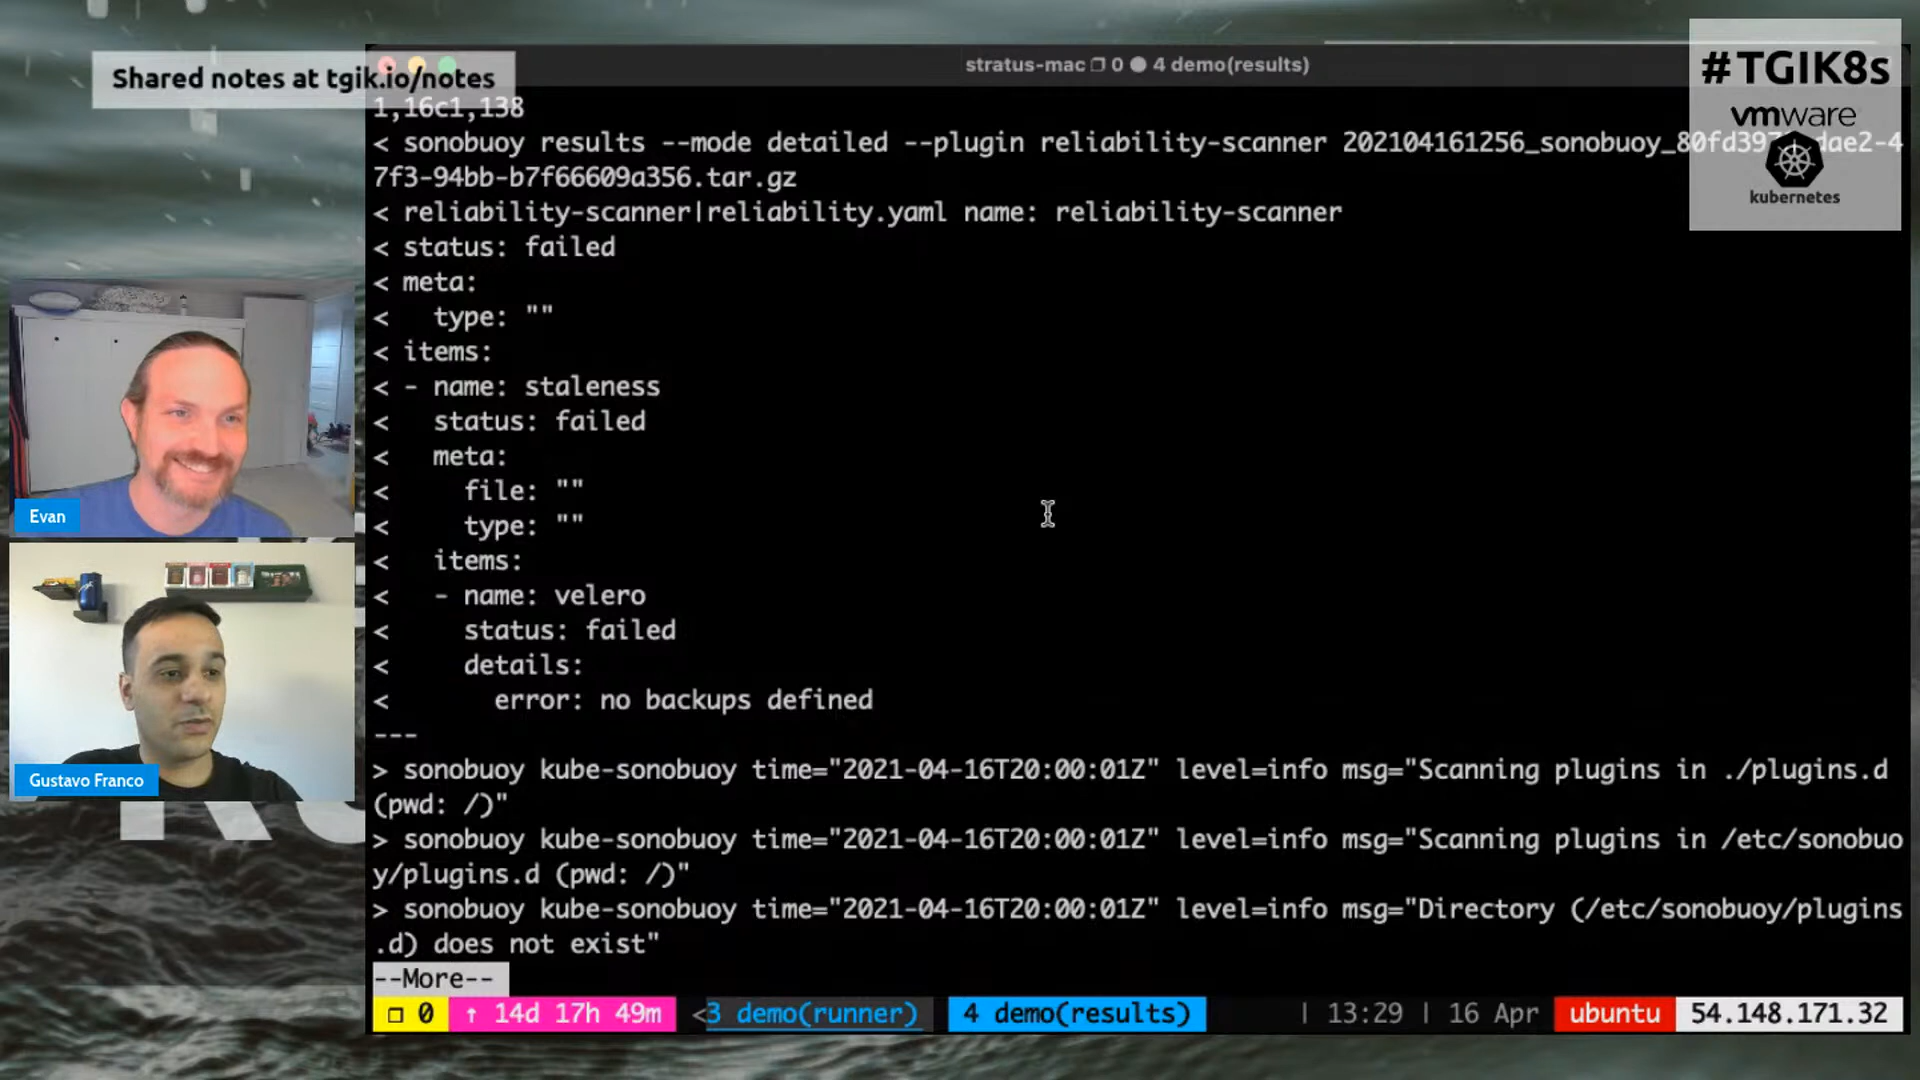 Shared notes at tgik.io/notes
stratus-mac ❐ 0 ● 4 demo(results)
#TGIK8s
vmware
kubernetes
1,16c1,138
< sonobuoy results --mode detailed --plugin reliability-scanner 202104161256_sonobuoy_80fd397 dae2-4
7f3-94bb-b7f66609a356.tar.gz
< reliability-scanner|reliability.yaml name: reliability-scanner
< status: failed
< meta:
<   type: ""
< items:
< - name: staleness
<   status: failed
<   meta:
<     file: ""
<     type: ""
<   items:
<   - name: velero
<     status: failed
<     details:
<       error: no backups defined
---
> sonobuoy kube-sonobuoy time="2021-04-16T20:00:01Z" level=info msg="Scanning plugins in ./plugins.d
(pwd: /)"
> sonobuoy kube-sonobuoy time="2021-04-16T20:00:01Z" level=info msg="Scanning plugins in /etc/sonobuo
y/plugins.d (pwd: /)"
> sonobuoy kube-sonobuoy time="2021-04-16T20:00:01Z" level=info msg="Directory (/etc/sonobuoy/plugins
.d) does not exist"
--More--
❐ 0 ↑ 14d 17h 49m <3 demo(runner) 4 demo(results) | 13:29 | 16 Apr ubuntu 54.148.171.32
Evan
Gustavo Franco